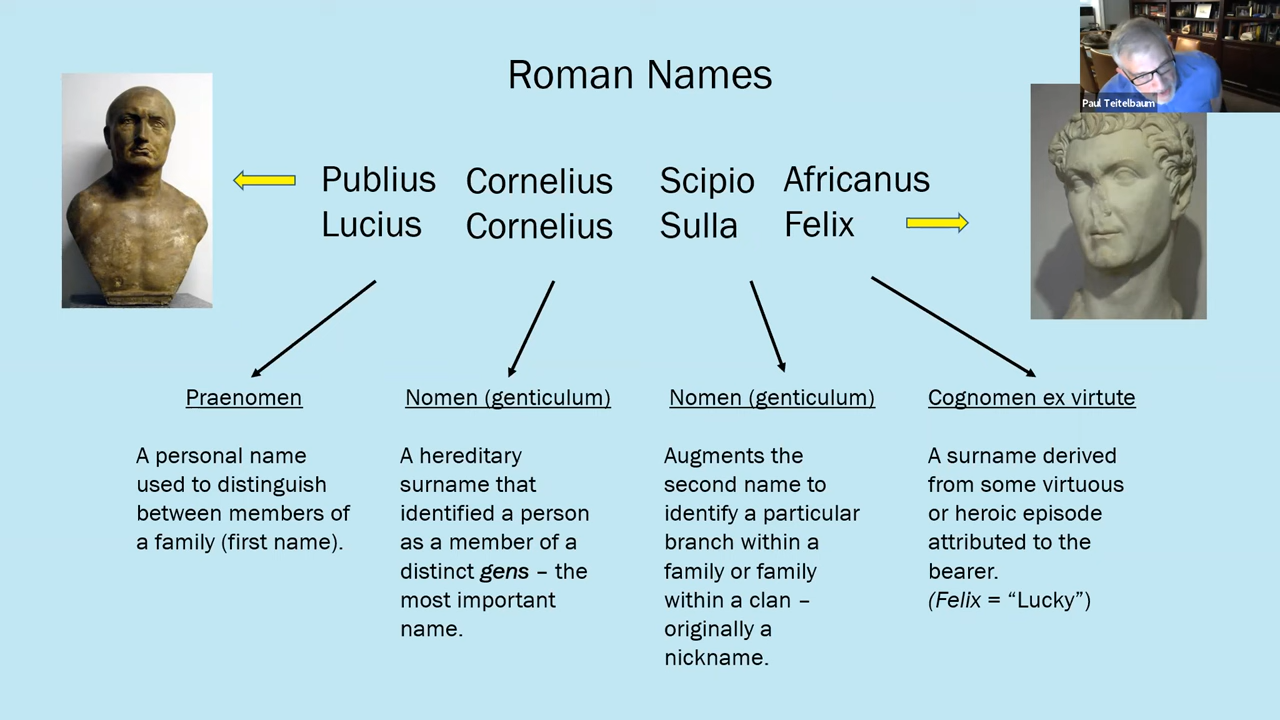 Roman Names
Paul Teitelbaum
Publius Cornelius Scipio Africanus
Lucius Cornelius Sulla Felix
Praenomen
A personal name
used to distinguish
between members of
a family (first name).
Nomen (genticulum)
A hereditary
surname that
identified a person
as a member of a
distinct gens – the
most important
name.
Nomen (genticulum)
Augments the
second name to
identify a particular
branch within a
family or family
within a clan –
originally a
nickname.
Cognomen ex virtute
A surname derived
from some virtuous
or heroic episode
attributed to the
bearer.
(Felix = “Lucky”)